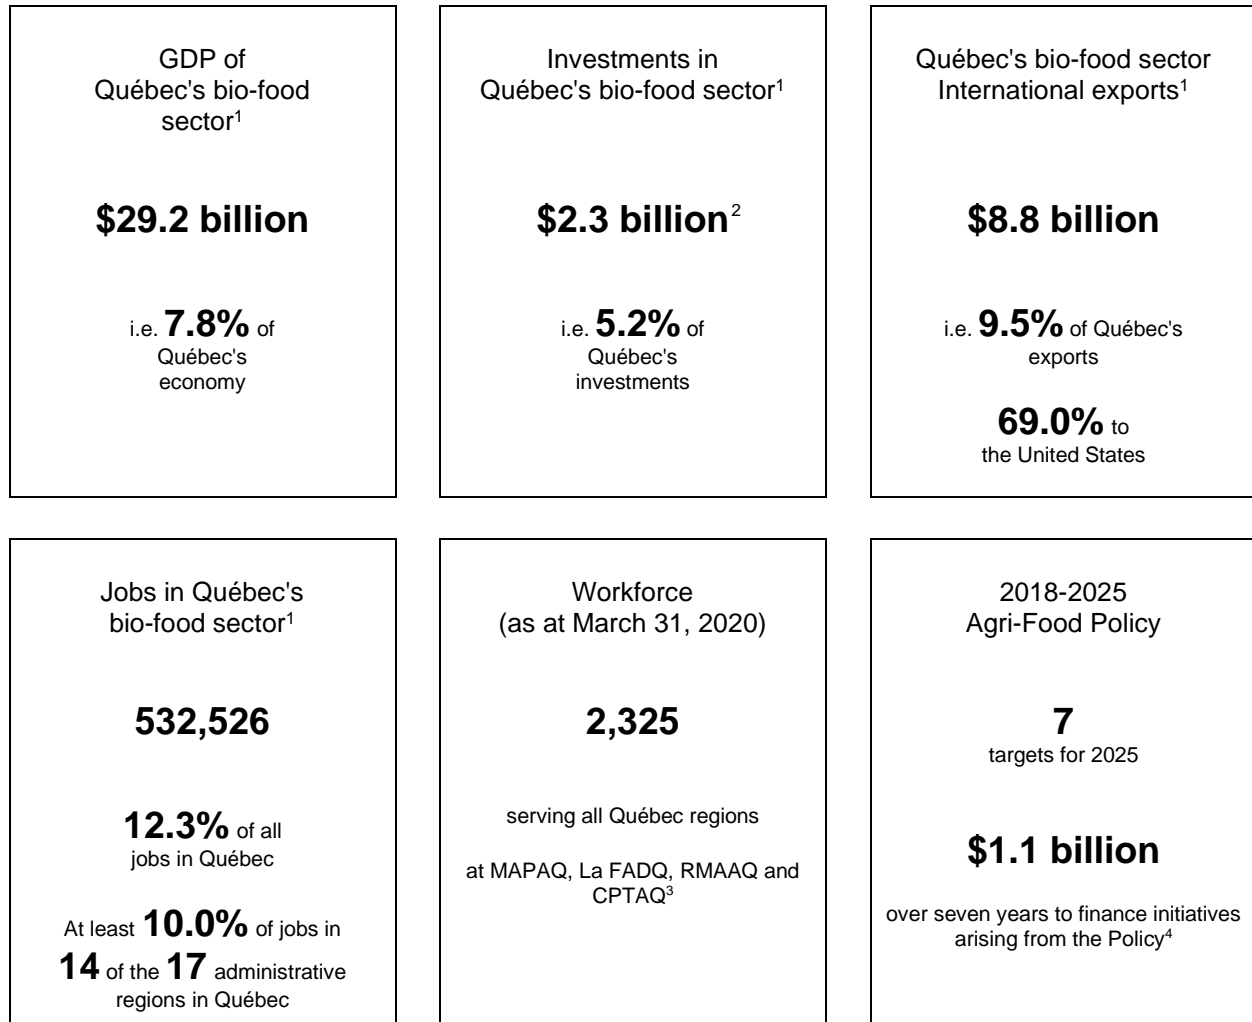 GDP of
Québec's bio-food
sector¹
$29.2 billion
i.e. 7.8% of
Québec's
economy
Investments in
Québec's bio-food sector¹
$2.3 billion²
i.e. 5.2% of
Québec's
investments
Québec's bio-food sector
International exports¹
$8.8 billion
i.e. 9.5% of Québec's
exports
69.0% to
the United States
Jobs in Québec's
bio-food sector¹
532,526
12.3% of all
jobs in Québec
At least 10.0% of jobs in
14 of the 17 administrative
regions in Québec
Workforce
(as at March 31, 2020)
2,325
serving all Québec regions
at MAPAQ, La FADQ, RMAAQ and
CPTAQ³
2018-2025
Agri-Food Policy
7
targets for 2025
$1.1 billion
over seven years to finance initiatives
arising from the Policy⁴